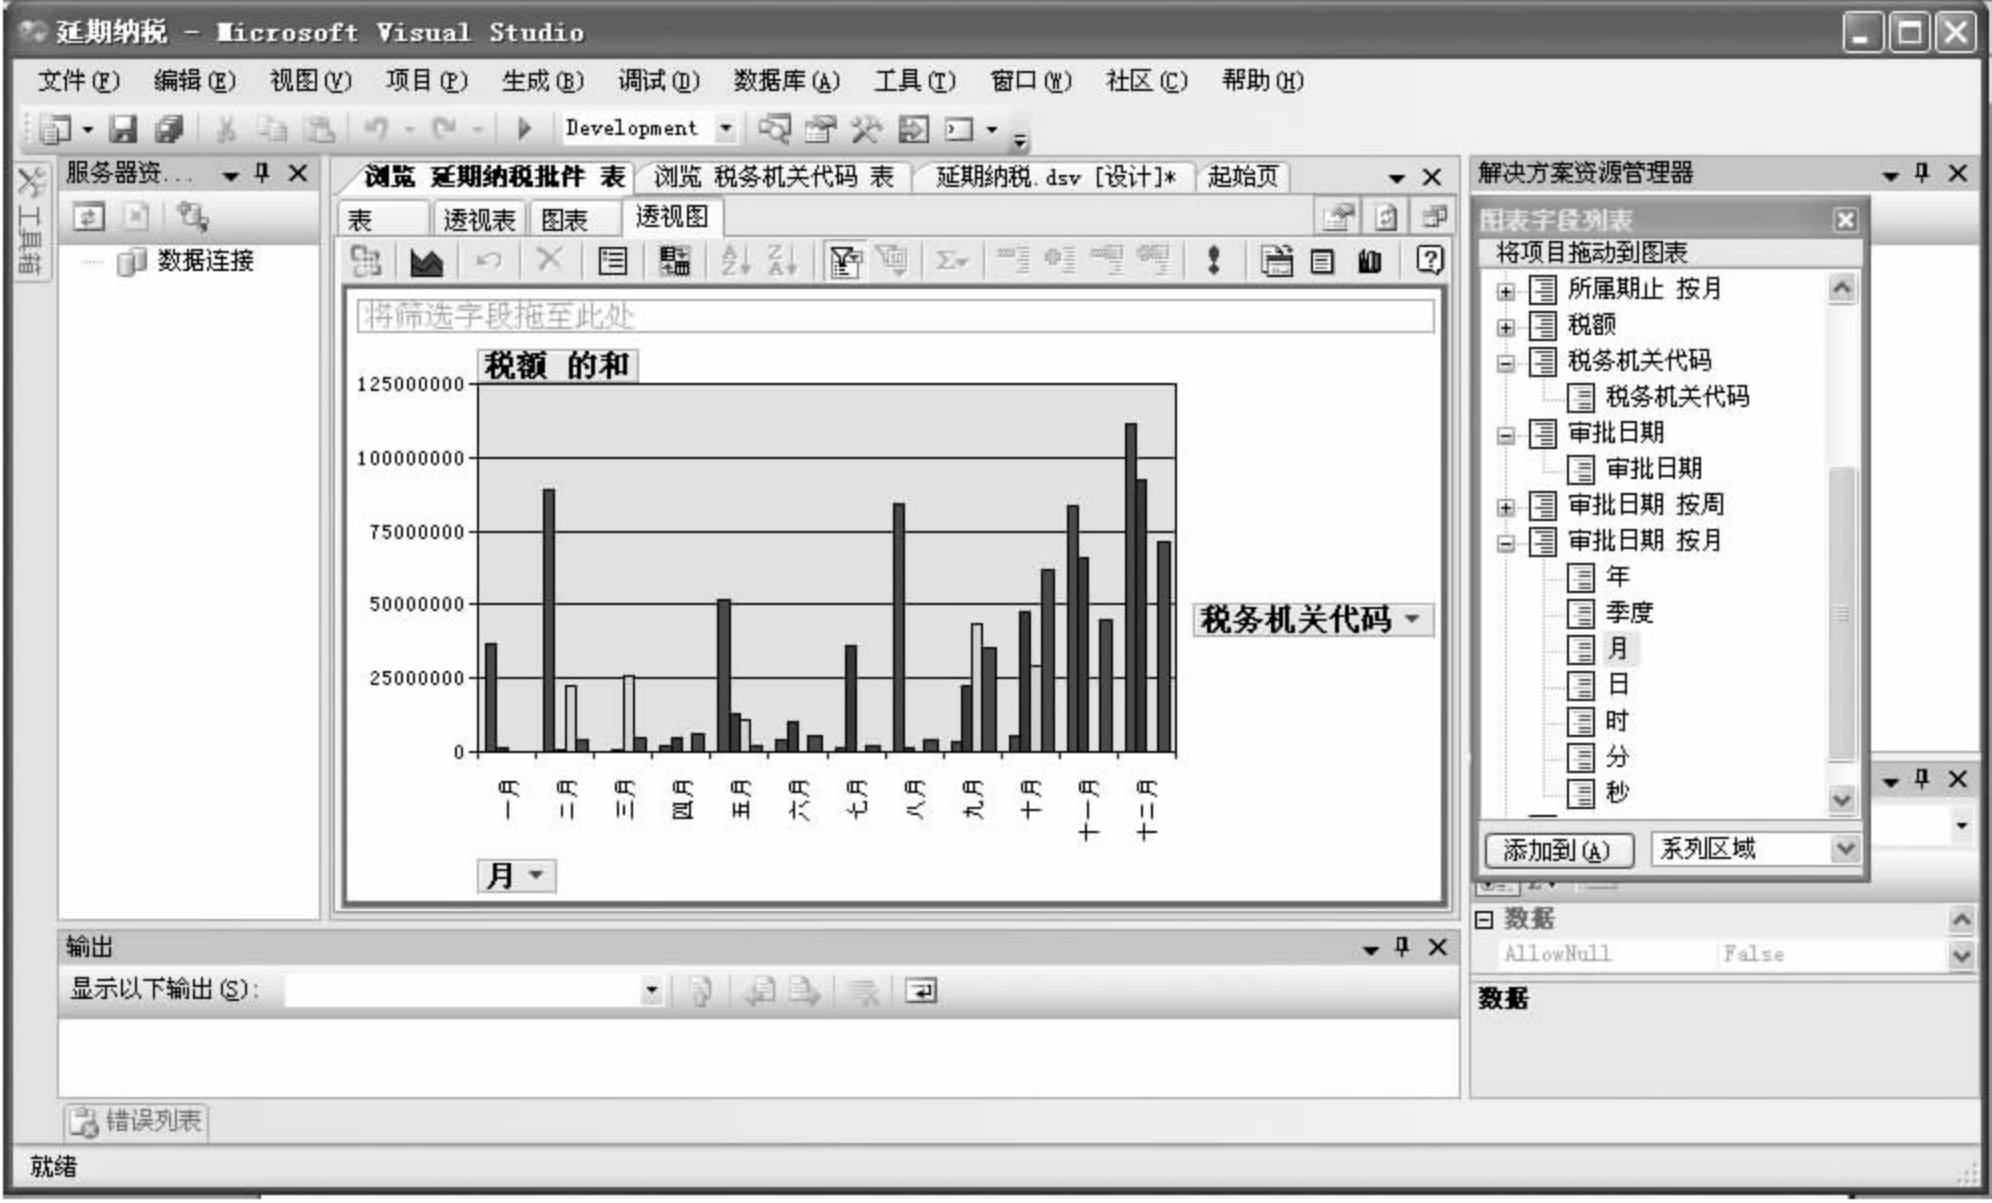 延期纳税 - Microsoft Visual Studio
文件(F) 编辑(E) 视图(V) 项目(P) 生成(B) 调试(D) 数据库(A) 工具(T) 窗口(W) 社区(C) 帮助(H)
Development
工具箱
服务器资...
数据连接
浏览 延期纳税批件 表
浏览 税务机关代码 表
延期纳税.dsv [设计]*
起始页
表
透视表
图表
透视图
将筛选字段拖至此处
税额 的和
125000000
100000000
75000000
50000000
25000000
0
一月
二月
三月
四月
五月
六月
七月
八月
九月
十月
十一月
十二月
月
税务机关代码
解决方案资源管理器
图表字段列表
将项目拖动到图表
所属期止 按月
税额
税务机关代码
税务机关代码
审批日期
审批日期
审批日期 按周
审批日期 按月
年
季度
月
日
时
分
秒
添加到(A)
系列区域
数据
AllowNull False
数据
输出
显示以下输出(S):
错误列表
就绪